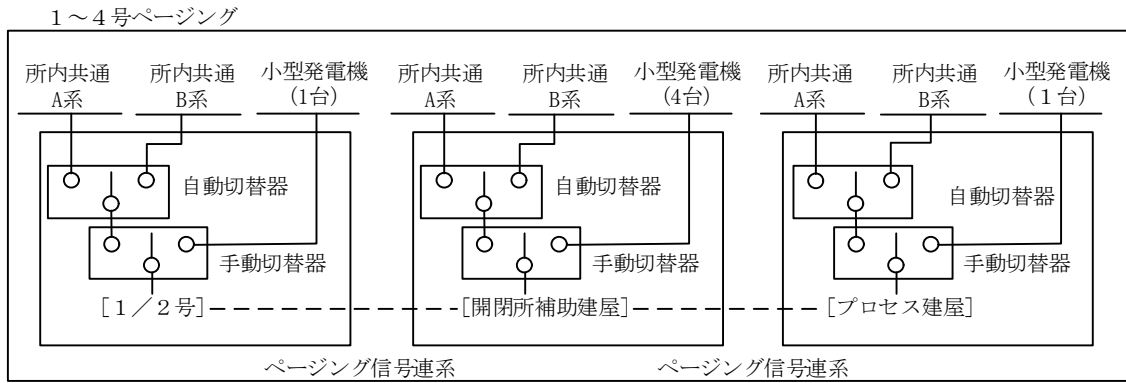 1~4号ページング
所内共通 所内共通 小型発電機 所内共通 所内共通 小型発電機 所内共通 所内共通 小型発電機
A系 B系 (1台) A系 B系 (4台) A系 B系 (1台)
自動切替器 自動切替器 自動切替器
手動切替器 手動切替器 手動切替器
[1/2号] [開閉所補助建屋] [プロセス建屋]
ページング信号連系 ページング信号連系